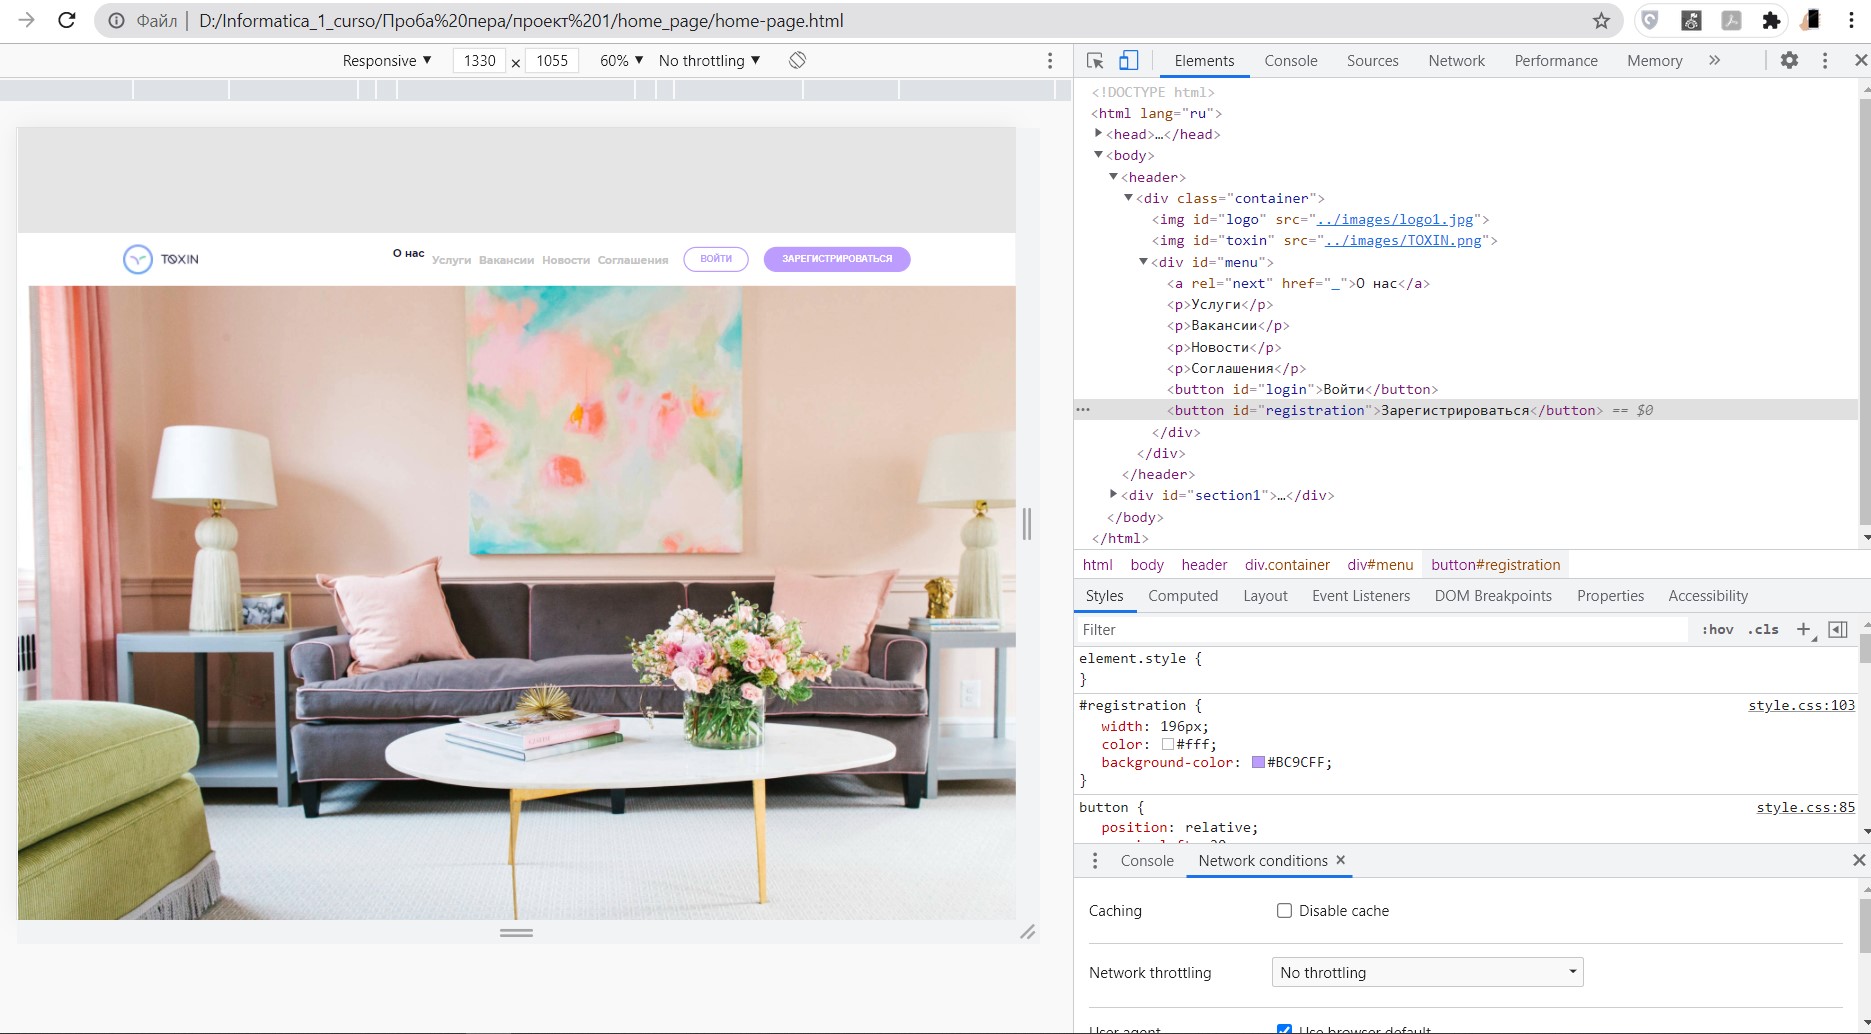 Файл | D:/Informatica_1_curso/Проба%20пера/проект%201/home_page/home-page.html
Responsive ▼ 1330 × 1055 60% ▼ No throttling ▼
Elements Console Sources Network Performance Memory »
<!DOCTYPE html>
<html lang="ru">
<head>…</head>
<body>
<header>
<div class="container">
<img id="logo" src="../images/logo1.jpg">
<img id="toxin" src="../images/TOXIN.png">
<div id="menu">
<a rel="next" href="_">О нас</a>
<p>Услуги</p>
<p>Вакансии</p>
<p>Новости</p>
<p>Соглашения</p>
<button id="login">Войти</button>
<button id="registration">Зарегистрироваться</button> == $0
</div>
</div>
</header>
<div id="section1">…</div>
</body>
</html>
html body header div.container div#menu button#registration
Styles Computed Layout Event Listeners DOM Breakpoints Properties Accessibility
Filter :hov .cls +
element.style {
}
#registration { style.css:103
width: 196px;
color: #fff;
background-color: #BC9CFF;
}
button { style.css:85
position: relative;
Console Network conditions ×
Caching Disable cache
Network throttling No throttling
User agent Use browser default
TOXIN О нас Услуги Вакансии Новости Соглашения ВОЙТИ ЗАРЕГИСТРИРОВАТЬСЯ